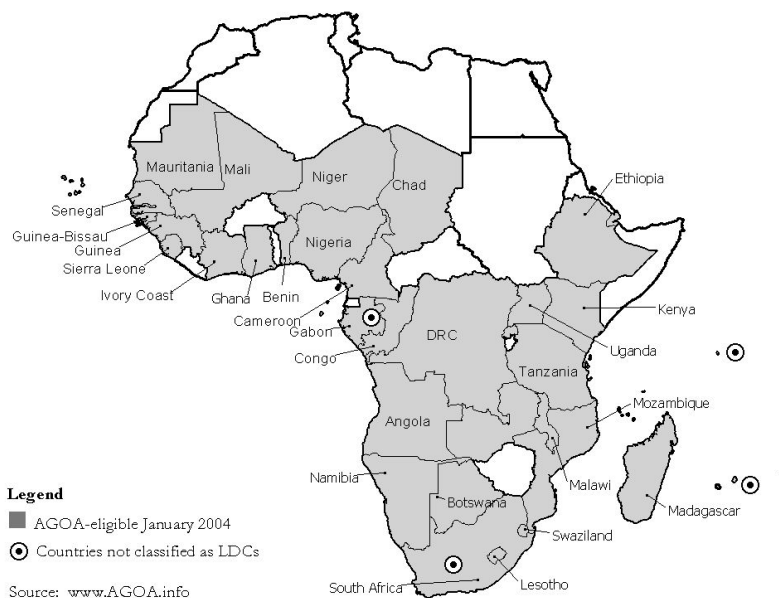 Mauritania
Mali
Niger
Chad
Ethiopia
Senegal
Guinea-Bissau
Guinea
Sierra Leone
Ivory Coast
Ghana
Benin
Nigeria
Cameroon
Gabon
Congo
DRC
Kenya
Uganda
Tanzania
Mozambique
Angola
Namibia
Botswana
Malawi
Madagascar
Swaziland
Lesotho
South Africa
Legend
AGOA-eligible January 2004
Countries not classified as LDCs
Source: www.AGOA.info